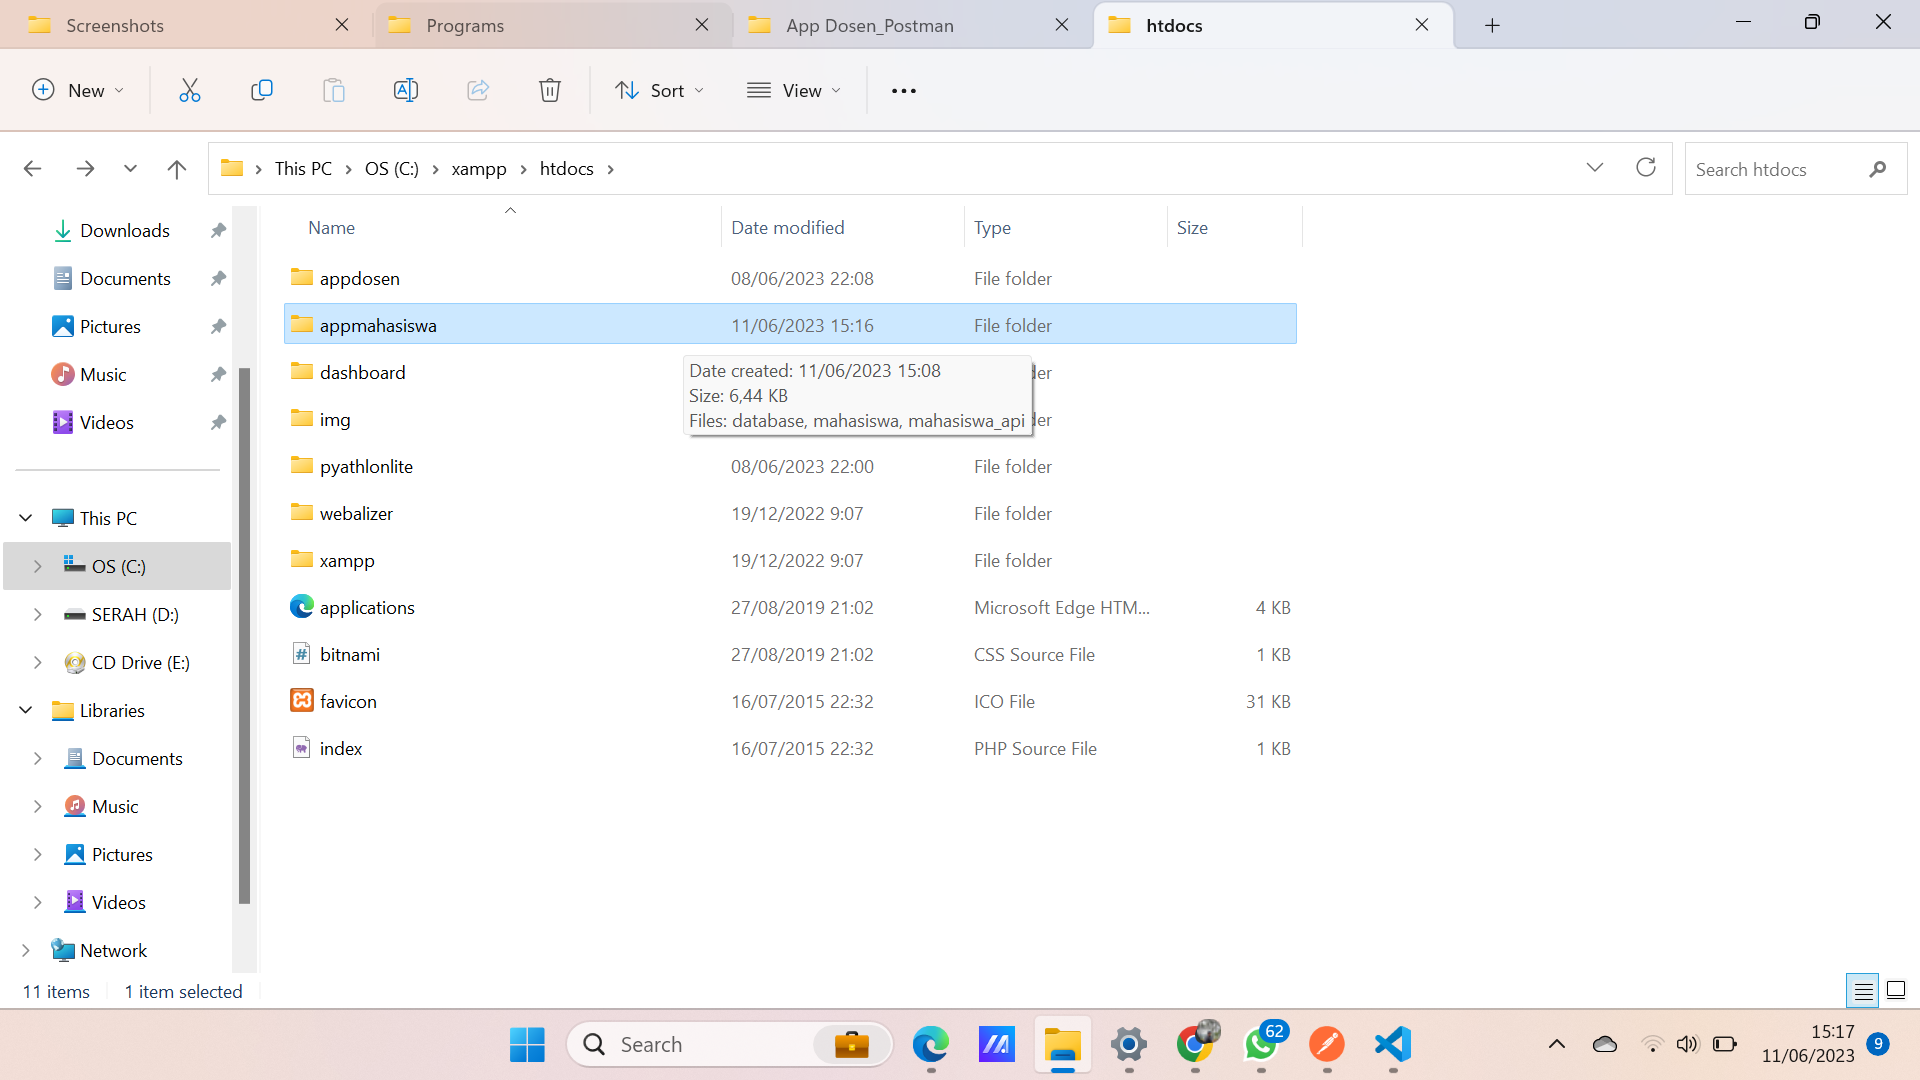 Screenshots
Programs
App Dosen_Postman
htdocs
New
Sort
View
This PC
OS (C:)
xampp
htdocs
Search htdocs
Downloads
Documents
Pictures
Music
Videos
This PC
OS (C:)
SERAH (D:)
CD Drive (E:)
Libraries
Documents
Music
Pictures
Videos
Network
Name Date modified Type Size
appdosen 08/06/2023 22:08 File folder
appmahasiswa 11/06/2023 15:16 File folder
dashboard der
img der
Date created: 11/06/2023 15:08
Size: 6,44 KB
Files: database, mahasiswa, mahasiswa_api
pyathlonlite 08/06/2023 22:00 File folder
webalizer 19/12/2022 9:07 File folder
xampp 19/12/2022 9:07 File folder
applications 27/08/2019 21:02 Microsoft Edge HTM... 4 KB
bitnami 27/08/2019 21:02 CSS Source File 1 KB
favicon 16/07/2015 22:32 ICO File 31 KB
index 16/07/2015 22:32 PHP Source File 1 KB
11 items 1 item selected
Search
62
15:17
11/06/2023
9